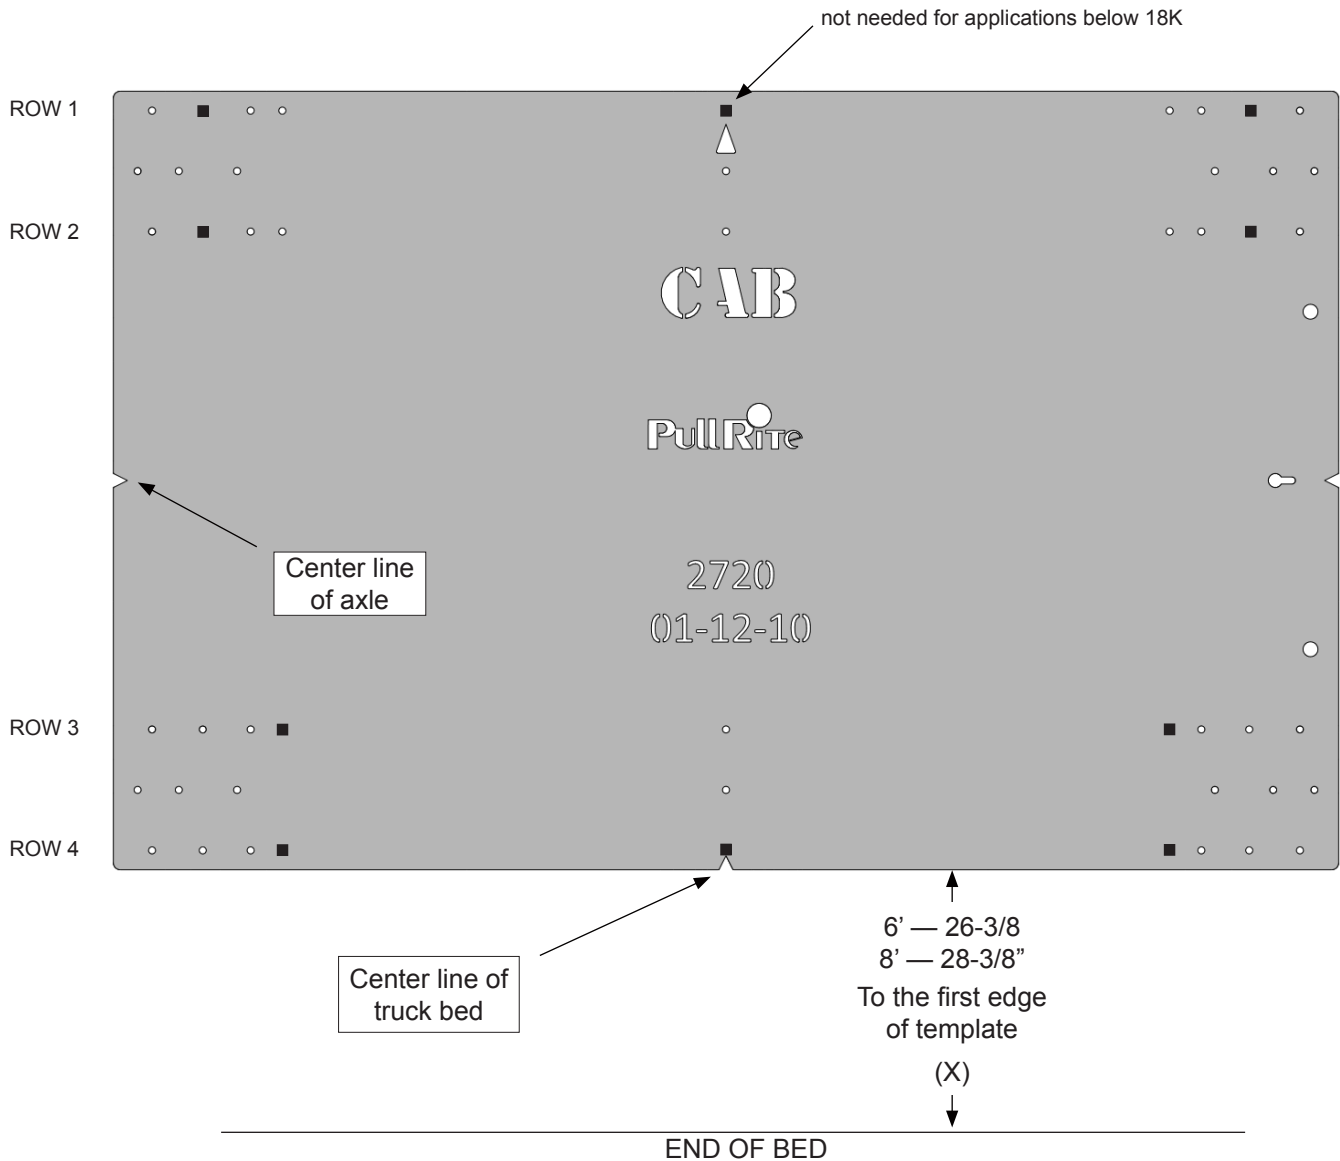 not needed for applications below 18K
ROW 1
ROW 2
CAB
PullRite
Center line
of axle
2720
01-12-10
ROW 3
ROW 4
6’ — 26-3/8
8’ — 28-3/8”
To the first edge
of template
(X)
Center line of
truck bed
END OF BED